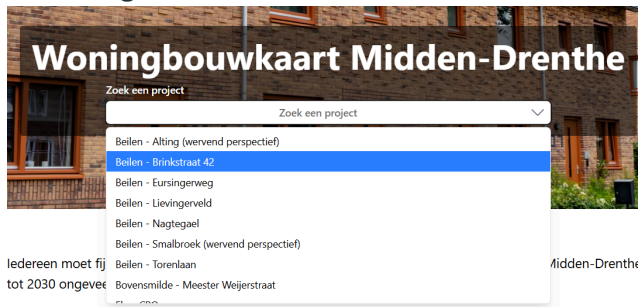 Woningbouwkaart Midden-Drenthe
Zoek een project
Zoek een project
Beilen - Alting (wervend perspectief)
Beilen - Brinkstraat 42
Beilen - Eursingerweg
Beilen - Lievingerveld
Beilen - Nagtegael
Beilen - Smalbroek (wervend perspectief)
Beilen - Torenlaan
Bovensmilde - Meester Weijerstraat
Iedereen moet fij
Midden-Drenthe
tot 2030 ongevee